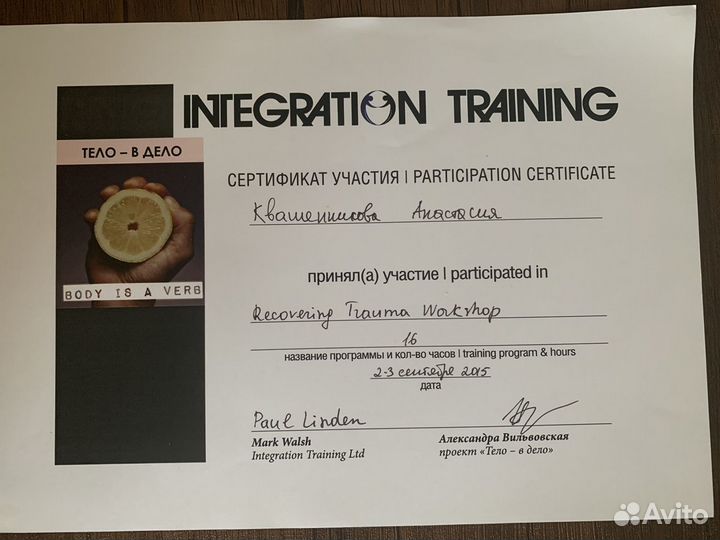 INTEGRATION TRAINING
ТЕЛО – В ДЕЛО
BODY IS A VERB
СЕРТИФИКАТ УЧАСТИЯ | PARTICIPATION CERTIFICATE
Квашенникова Анастасия
принял(а) участие | participated in
Recovering Trauma Workshop
16
название программы и кол-во часов | training program & hours
2-3 сентября 2015
дата
Paul Linden
Mark Walsh
Integration Training Ltd
Александра Вильвовская
проект «Тело – в дело»
Avito